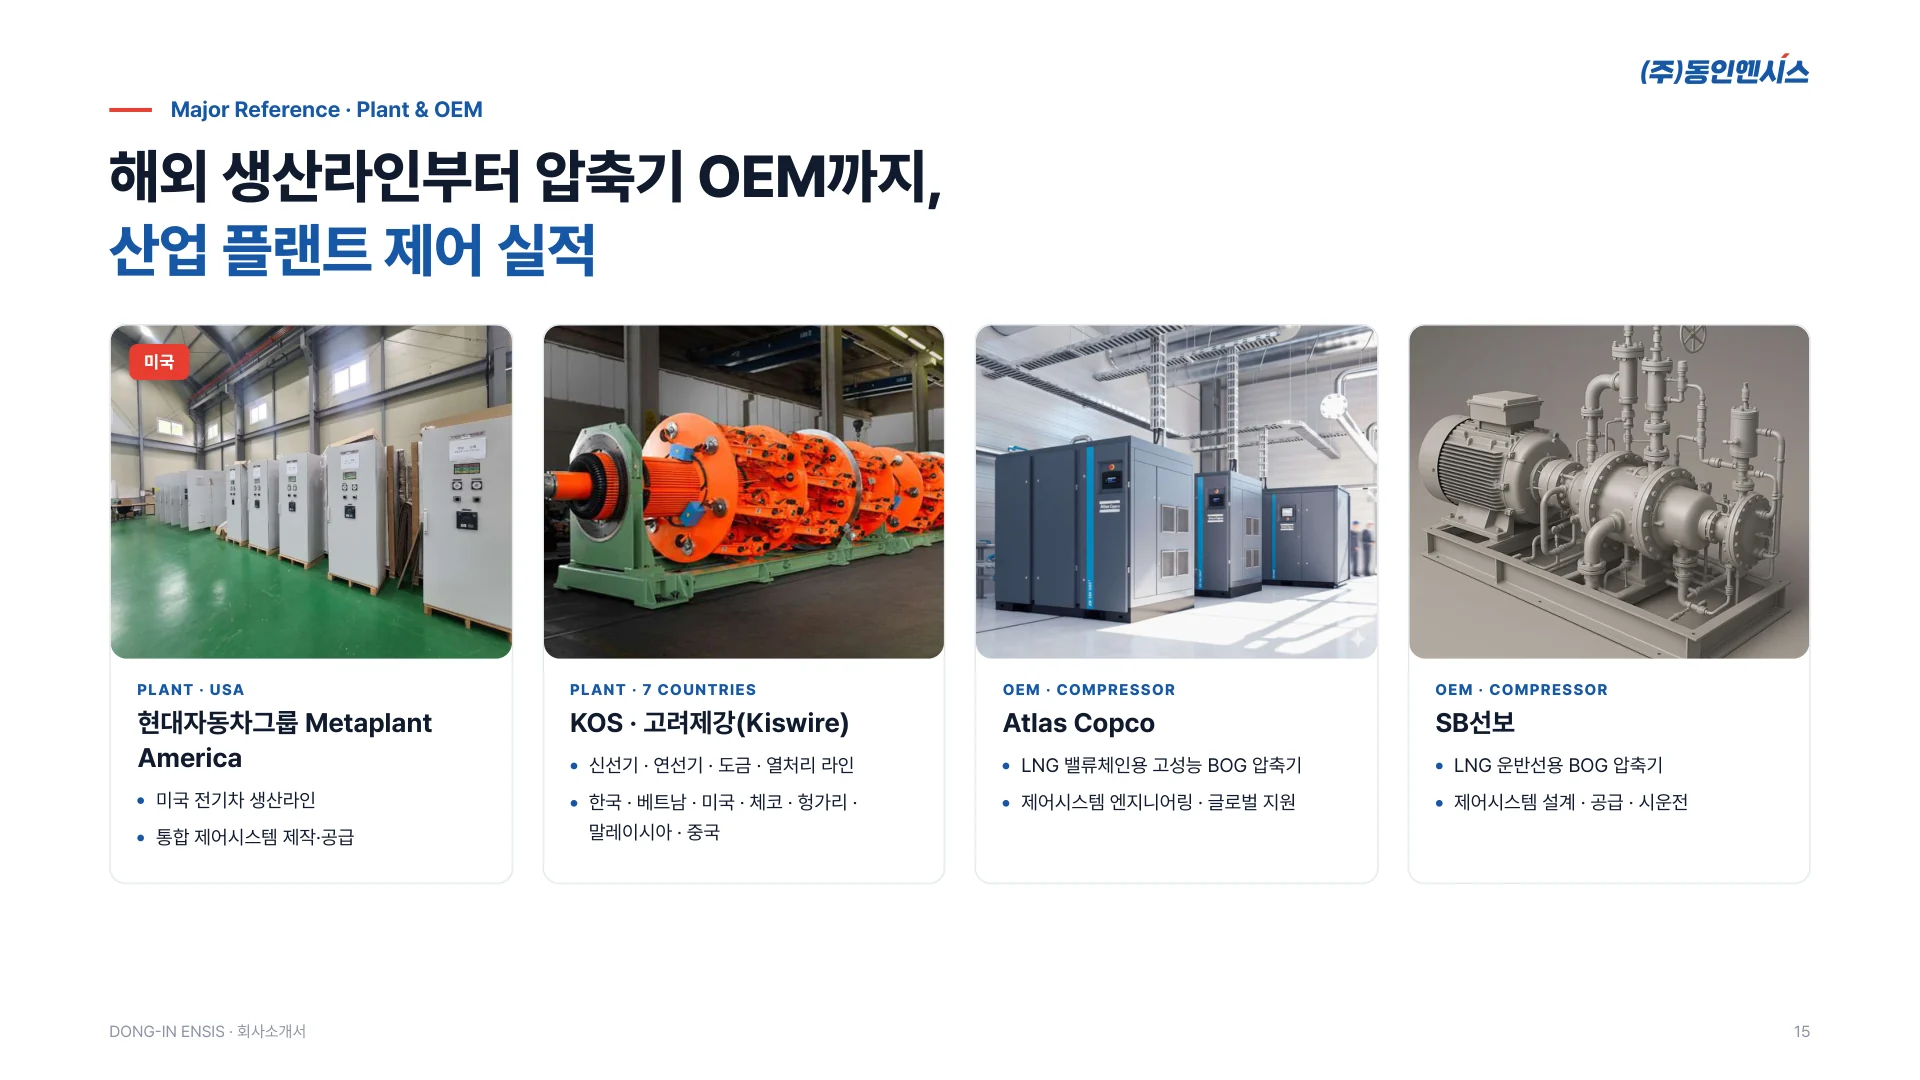 (주)동인엔시스
Major Reference · Plant & OEM
해외 생산라인부터 압축기 OEM까지,
산업 플랜트 제어 실적
미국
PLANT · USA
현대자동차그룹 Metaplant
America
• 미국 전기차 생산라인
• 통합 제어시스템 제작·공급
PLANT · 7 COUNTRIES
KOS · 고려제강(Kiswire)
• 신선기 · 연선기 · 도금 · 열처리 라인
• 한국 · 베트남 · 미국 · 체코 · 헝가리 ·
말레이시아 · 중국
Atlas Copco
OEM · COMPRESSOR
Atlas Copco
• LNG 밸류체인용 고성능 BOG 압축기
• 제어시스템 엔지니어링 · 글로벌 지원
OEM · COMPRESSOR
SB선보
• LNG 운반선용 BOG 압축기
• 제어시스템 설계 · 공급 · 시운전
DONG-IN ENSIS · 회사소개서
15